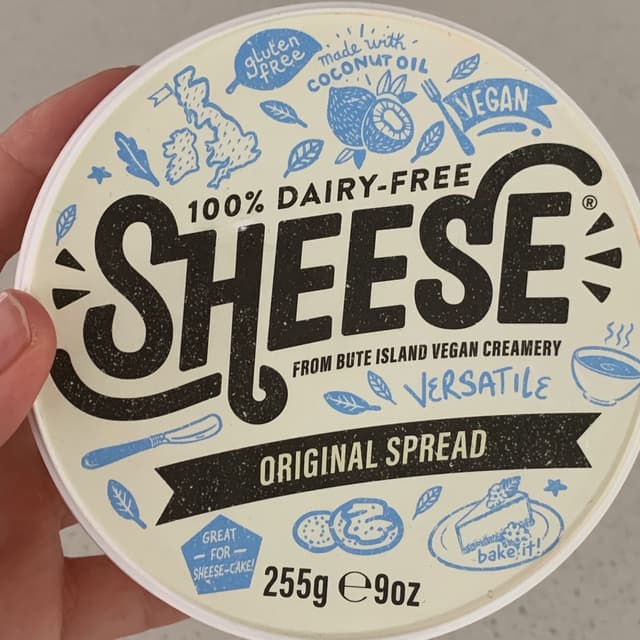 gluten
free
made with
COCONUT OIL
VEGAN
100% DAIRY-FREE
SHEESE®
FROM BUTE ISLAND VEGAN CREAMERY
VERSATILE
ORIGINAL SPREAD
GREAT
FOR
SHEESE-CAKE!
bake it!
255g ℮ 9oz